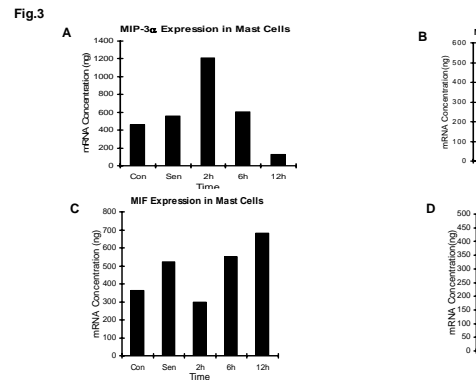 Fig.3
A
MIP-3α Expression in Mast Cells
mRNA Concentration(ng)
1400
1200
1000
800
600
400
200
0
Con Sen 2h 6h 12h
Time
B
M
mRNA Concentration(ng)
600
500
400
300
200
100
0
C
MIF Expression in Mast Cells
mRNA Concentration (ng)
800
700
600
500
400
300
200
100
0
Con Sen 2h 6h 12h
Time
D
mRNA Concentration(ng)
500
450
400
350
300
250
200
150
100
50
0